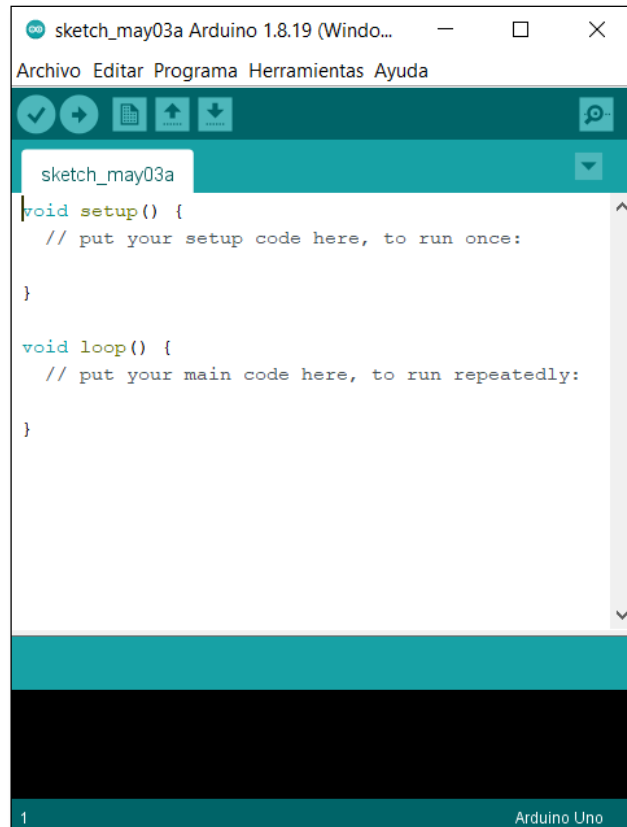 sketch_may03a Arduino 1.8.19 (Windo...
Archivo Editar Programa Herramientas Ayuda
sketch_may03a
void setup() {
// put your setup code here, to run once:
}
void loop() {
// put your main code here, to run repeatedly:
}
1 Arduino Uno